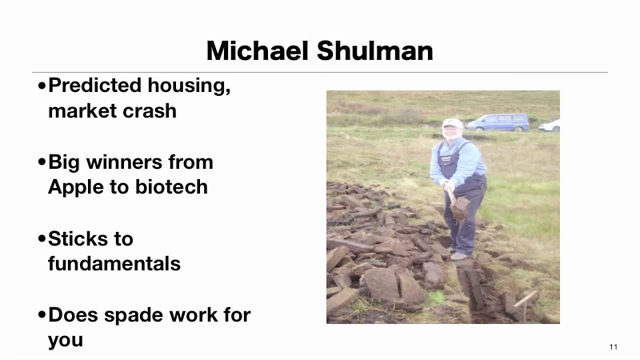 Michael Shulman
•Predicted housing,
market crash
•Big winners from
Apple to biotech
•Sticks to
fundamentals
•Does spade work for
you
11